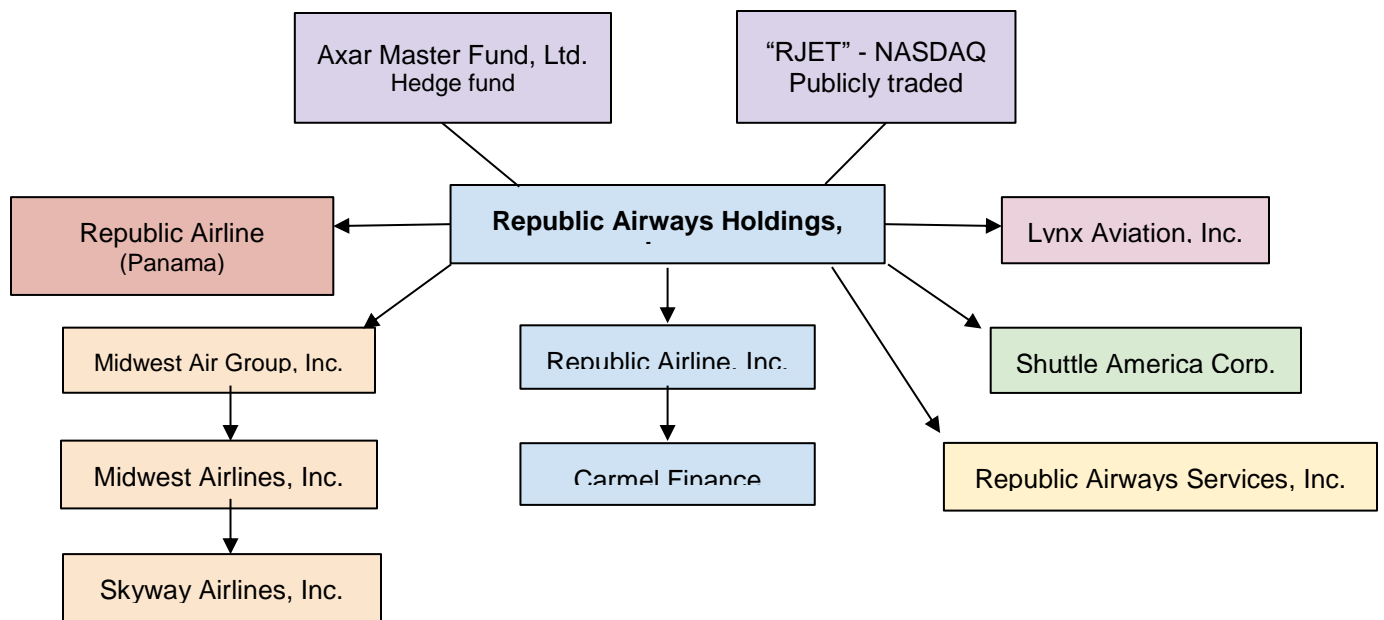 Axar Master Fund, Ltd.
Hedge fund
“RJET” - NASDAQ
Publicly traded
Republic Airways Holdings,
Republic Airline
(Panama)
Lynx Aviation, Inc.
Midwest Air Group, Inc.
Republic Airline, Inc.
Shuttle America Corp.
Midwest Airlines, Inc.
Carmel Finance
Republic Airways Services, Inc.
Skyway Airlines, Inc.